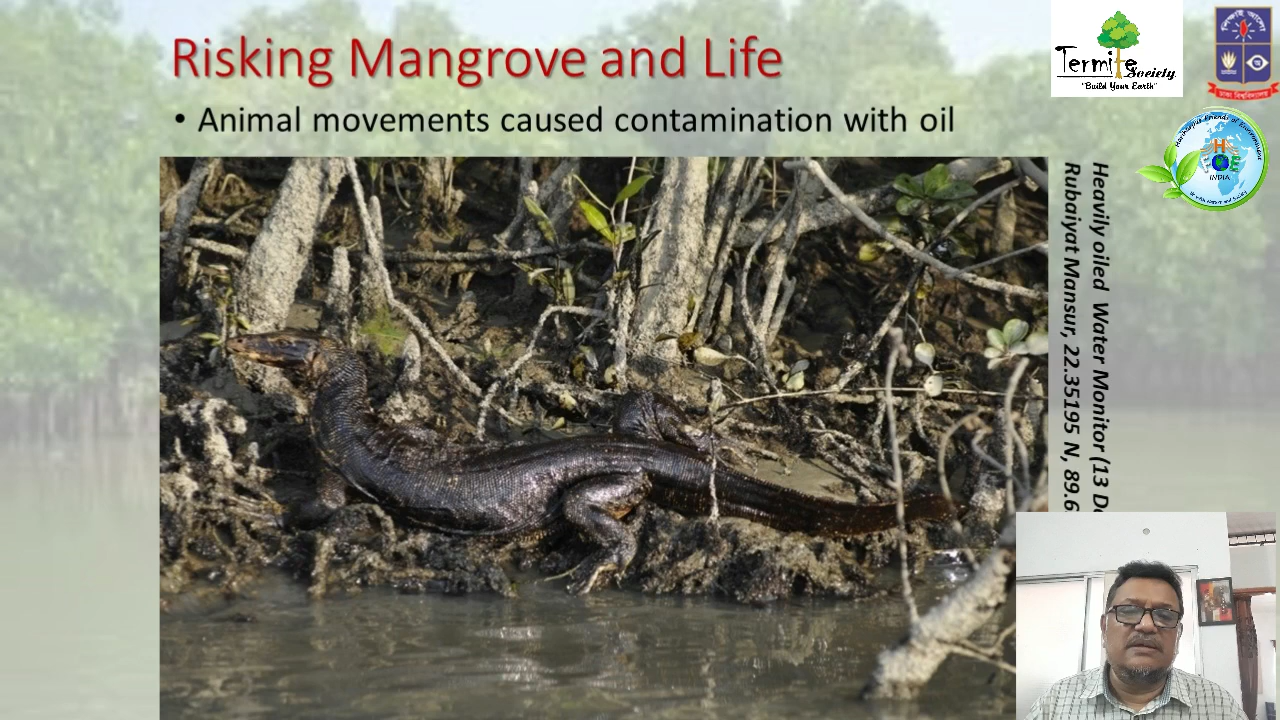 Risking Mangrove and Life
• Animal movements caused contamination with oil
Termite
Society
"Build Your Earth"
INDIA
Heavily oiled Water Monitor (13 De
Rubaiyat Mansur, 22.35195 N, 89.6